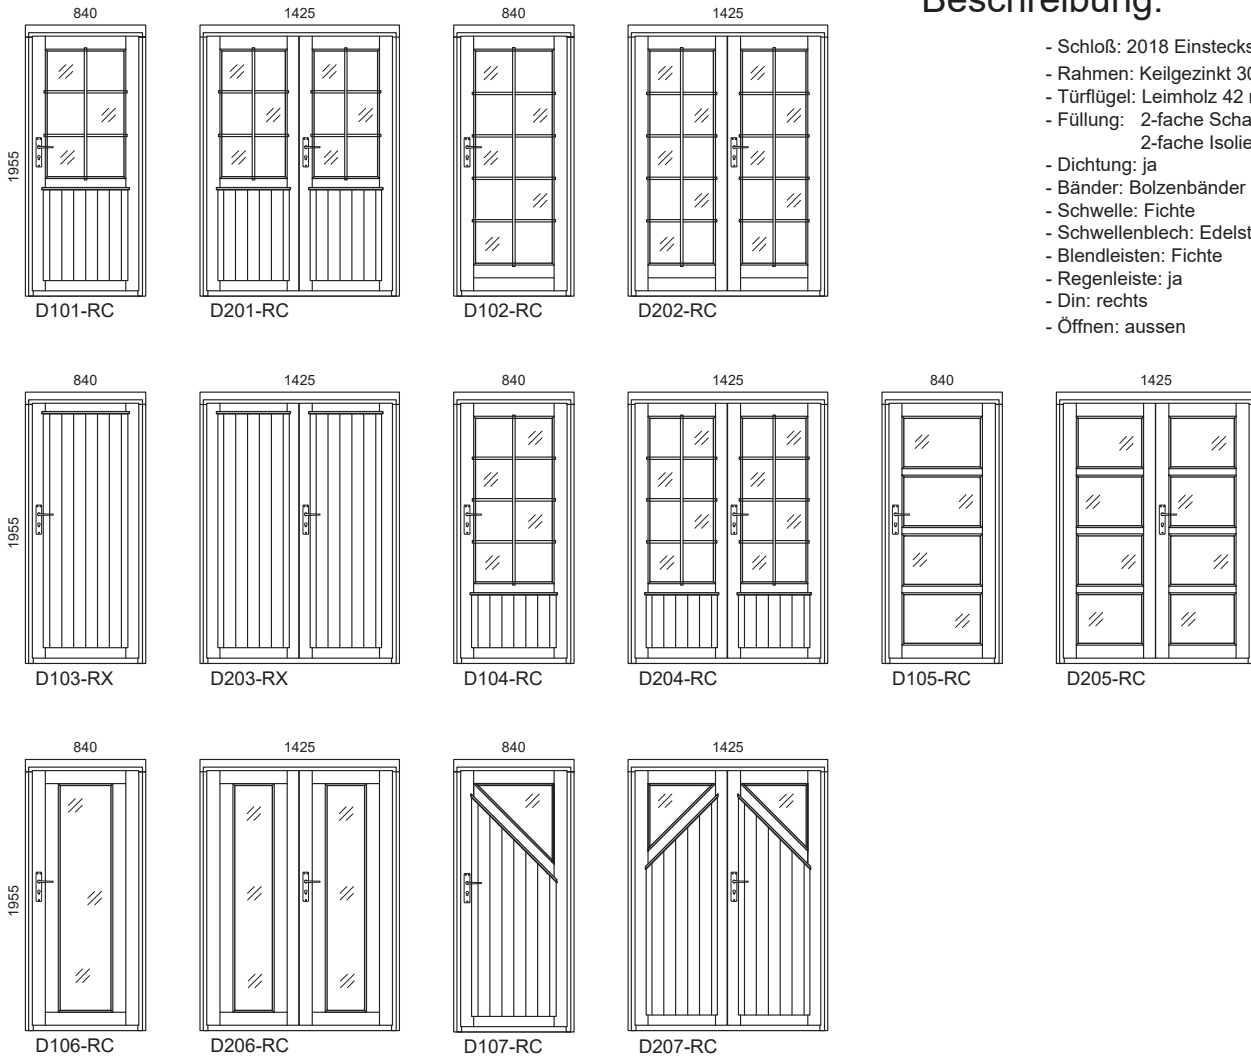 Beschreibung:
- Schloß: 2018 Einstecks
- Rahmen: Keilgezinkt 30
- Türflügel: Leimholz 42
- Füllung: 2-fache Scha
2-fache Isolie
- Dichtung: ja
- Bänder: Bolzenbänder
- Schwelle: Fichte
- Schwellenblech: Edelst
- Blendleisten: Fichte
- Regenleiste: ja
- Din: rechts
- Öffnen: aussen
840 1425 840 1425
1955
D101-RC D201-RC D102-RC D202-RC
840 1425 840 1425 840 1425
1955
D103-RX D203-RX D104-RC D204-RC D105-RC D205-RC
840 1425 840 1425
1955
D106-RC D206-RC D107-RC D207-RC